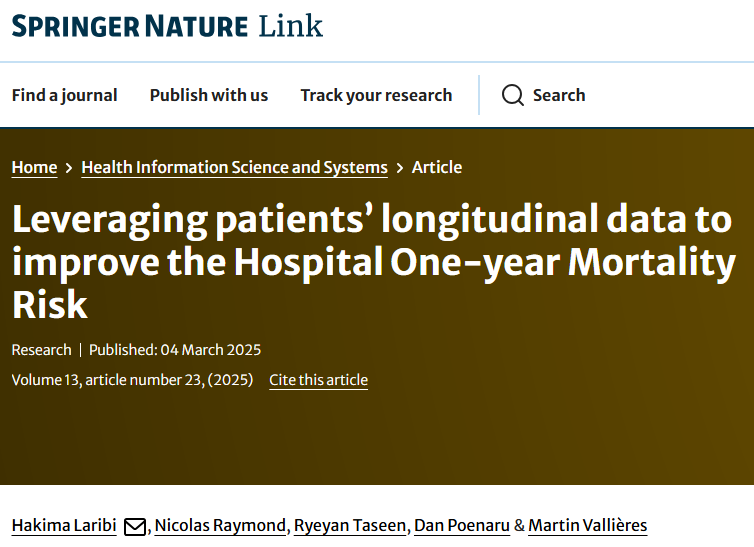 SPRINGER NATURE Link
Find a journal Publish with us Track your research Search
Home > Health Information Science and Systems > Article
Leveraging patients’ longitudinal data to
improve the Hospital One-year Mortality
Risk
Research | Published: 04 March 2025
Volume 13, article number 23, (2025) Cite this article
Hakima Laribi, Nicolas Raymond, Ryeyan Taseen, Dan Poenaru & Martin Vallières